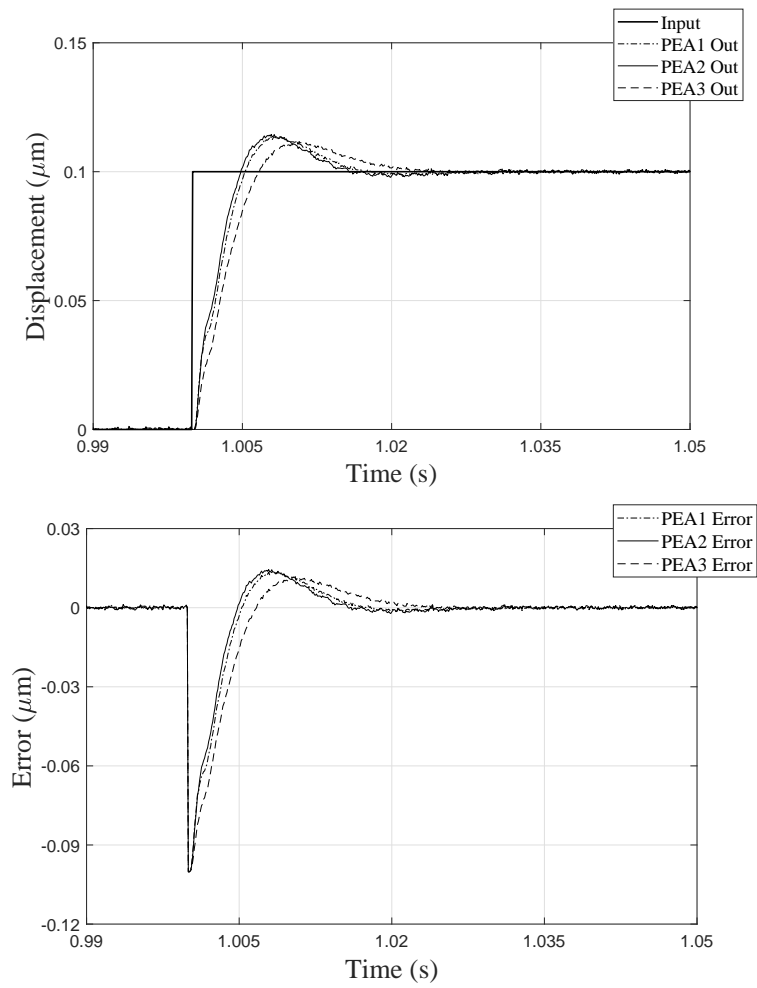 Input
PEA1 Out
PEA2 Out
PEA3 Out
0.15
0.1
0.05
0
Displacement (μm)
0.99
1.005
1.02
1.035
1.05
Time (s)
PEA1 Error
PEA2 Error
PEA3 Error
0.03
0
-0.03
-0.06
-0.09
-0.12
Error (μm)
0.99
1.005
1.02
1.035
1.05
Time (s)